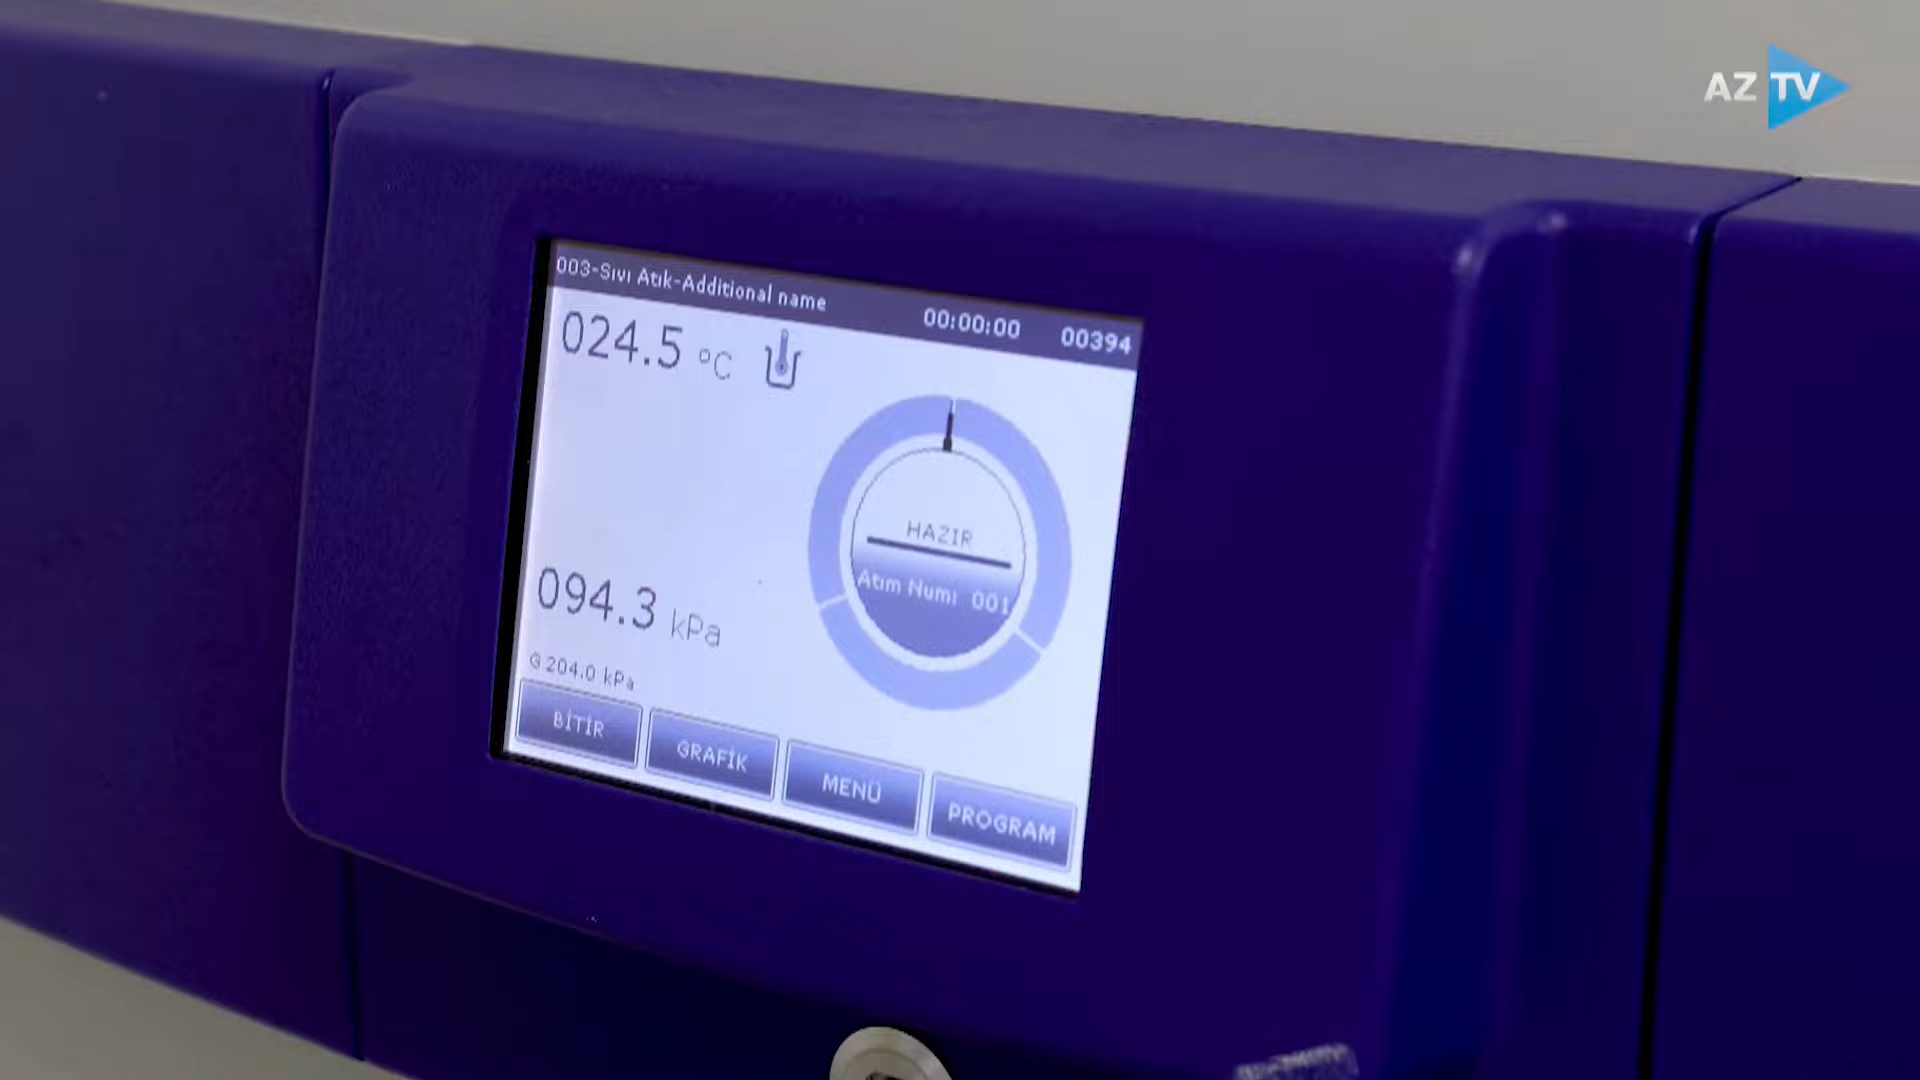 AZ TV
003-Sıvı Atık-Additional name 00:00:00 00394
024.5 °C
HAZIR
Atım Num: 001
094.3 kPa
G 204.0 kPa
BİTİR GRAFİK MENÜ PROGRAM